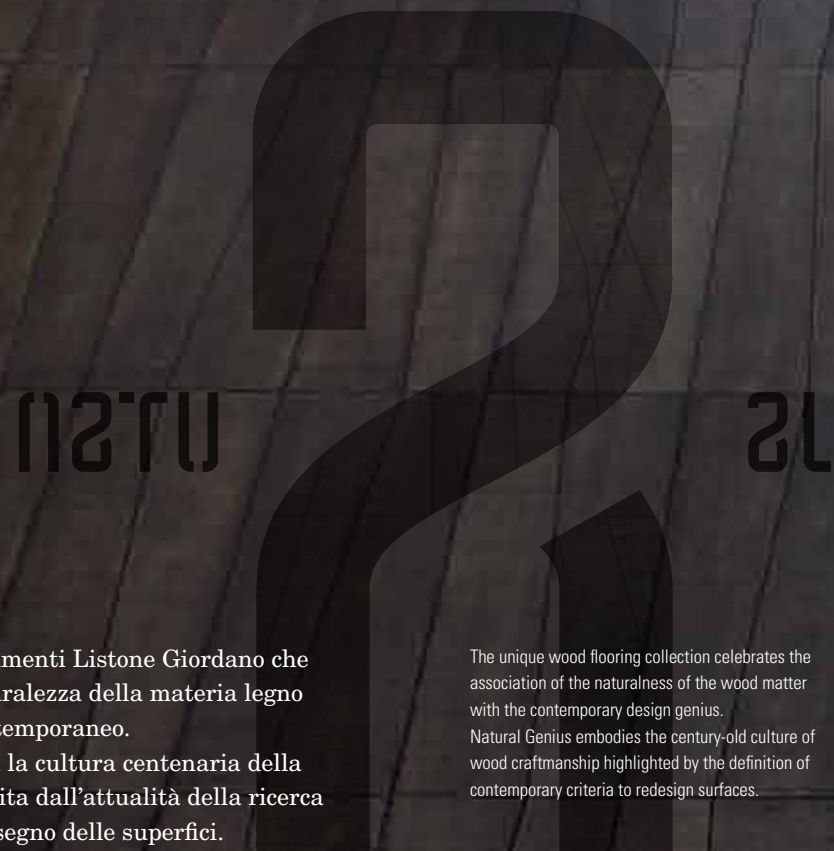 natu R al
menti Listone Giordano che
ralezza della materia legno
temporaneo.
la cultura centenaria della
ita dall'attualità della ricerca
segno delle superfici.
The unique wood flooring collection celebrates the
association of the naturalness of the wood matter
with the contemporary design genius.
Natural Genius embodies the century-old culture of
wood craftmanship highlighted by the definition of
contemporary criteria to redesign surfaces.